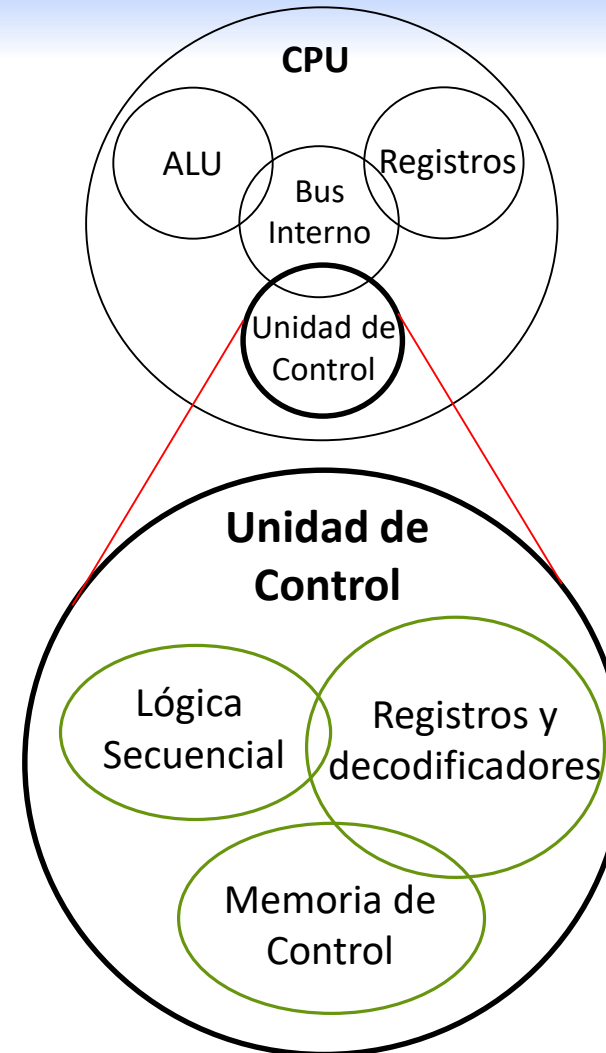 CPU
ALU
Registros
Bus
Interno
Unidad de
Control
Unidad de
Control
Lógica
Secuencial
Registros y
decodificadores
Memoria de
Control